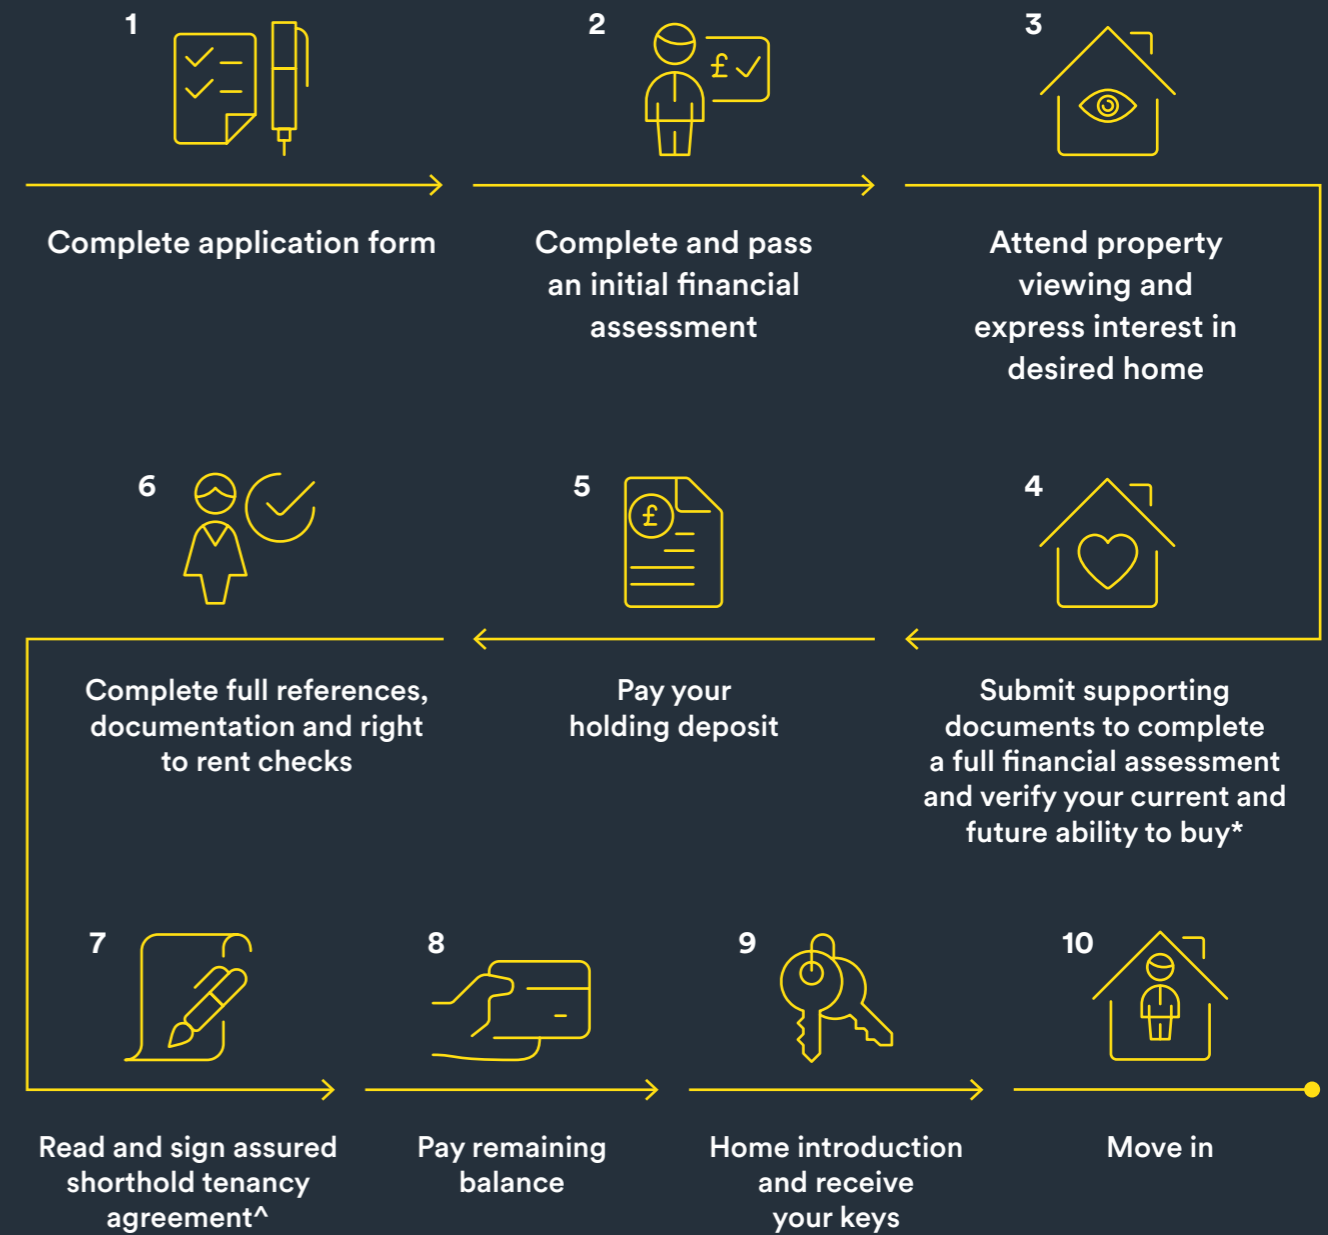 1
Complete application form
2
£
Complete and pass
an initial financial
assessment
3
Attend property
viewing and
express interest in
desired home
4
Submit supporting
documents to complete
a full financial assessment
and verify your current and
future ability to buy*
5
£
Pay your
holding deposit
6
Complete full references,
documentation and right
to rent checks
7
Read and sign assured
shorthold tenancy
agreement^
8
Pay remaining
balance
9
Home introduction
and receive
your keys
10
Move in